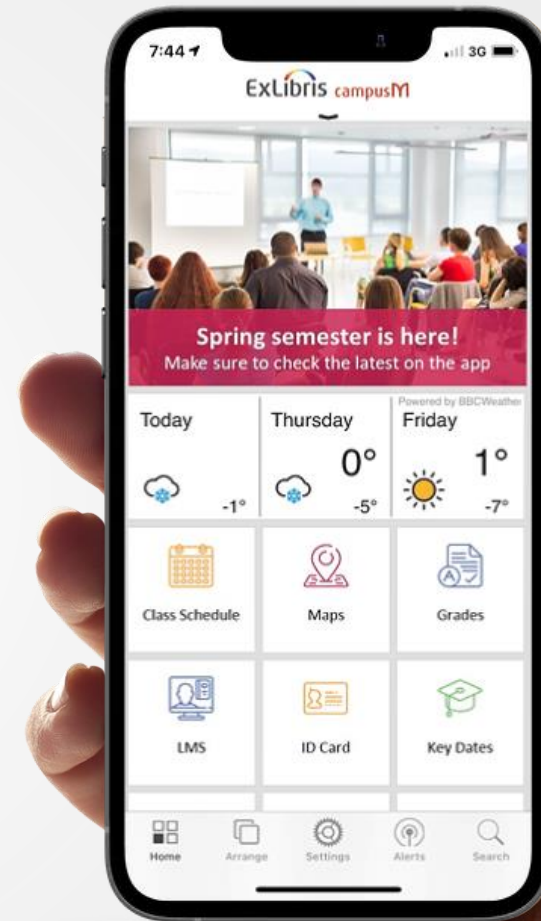 7:44
3G
ExLibris campusM
Spring semester is here!
Make sure to check the latest on the app
Powered by BBCWeather
Today
Thursday
Friday
0°
1°
-1°
-5°
-7°
Class Schedule
Maps
Grades
LMS
ID Card
Key Dates
Home
Arrange
Settings
Alerts
Search